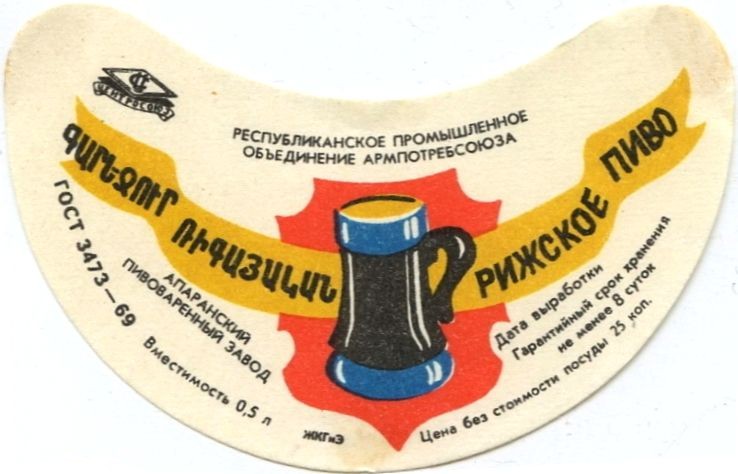 ЦЕНТРОСОЮЗ
РЕСПУБЛИКАНСКОЕ ПРОМЫШЛЕННОЕ
ОБЪЕДИНЕНИЕ АРМПОТРЕБСОЮЗА
ԳԱՐԵՋՈՒՐ ՌԻԳԱՅԱԿԱՆ
РИЖСКОЕ ПИВО
ГОСТ 3473—69
АПАРАНСКИЙ
ПИВОВАРЕННЫЙ ЗАВОД
Вместимость 0,5 л
ЖКГиЭ
Дата выработки
Гарантийный срок хранения
не менее 8 суток
Цена без стоимости посуды 25 коп.